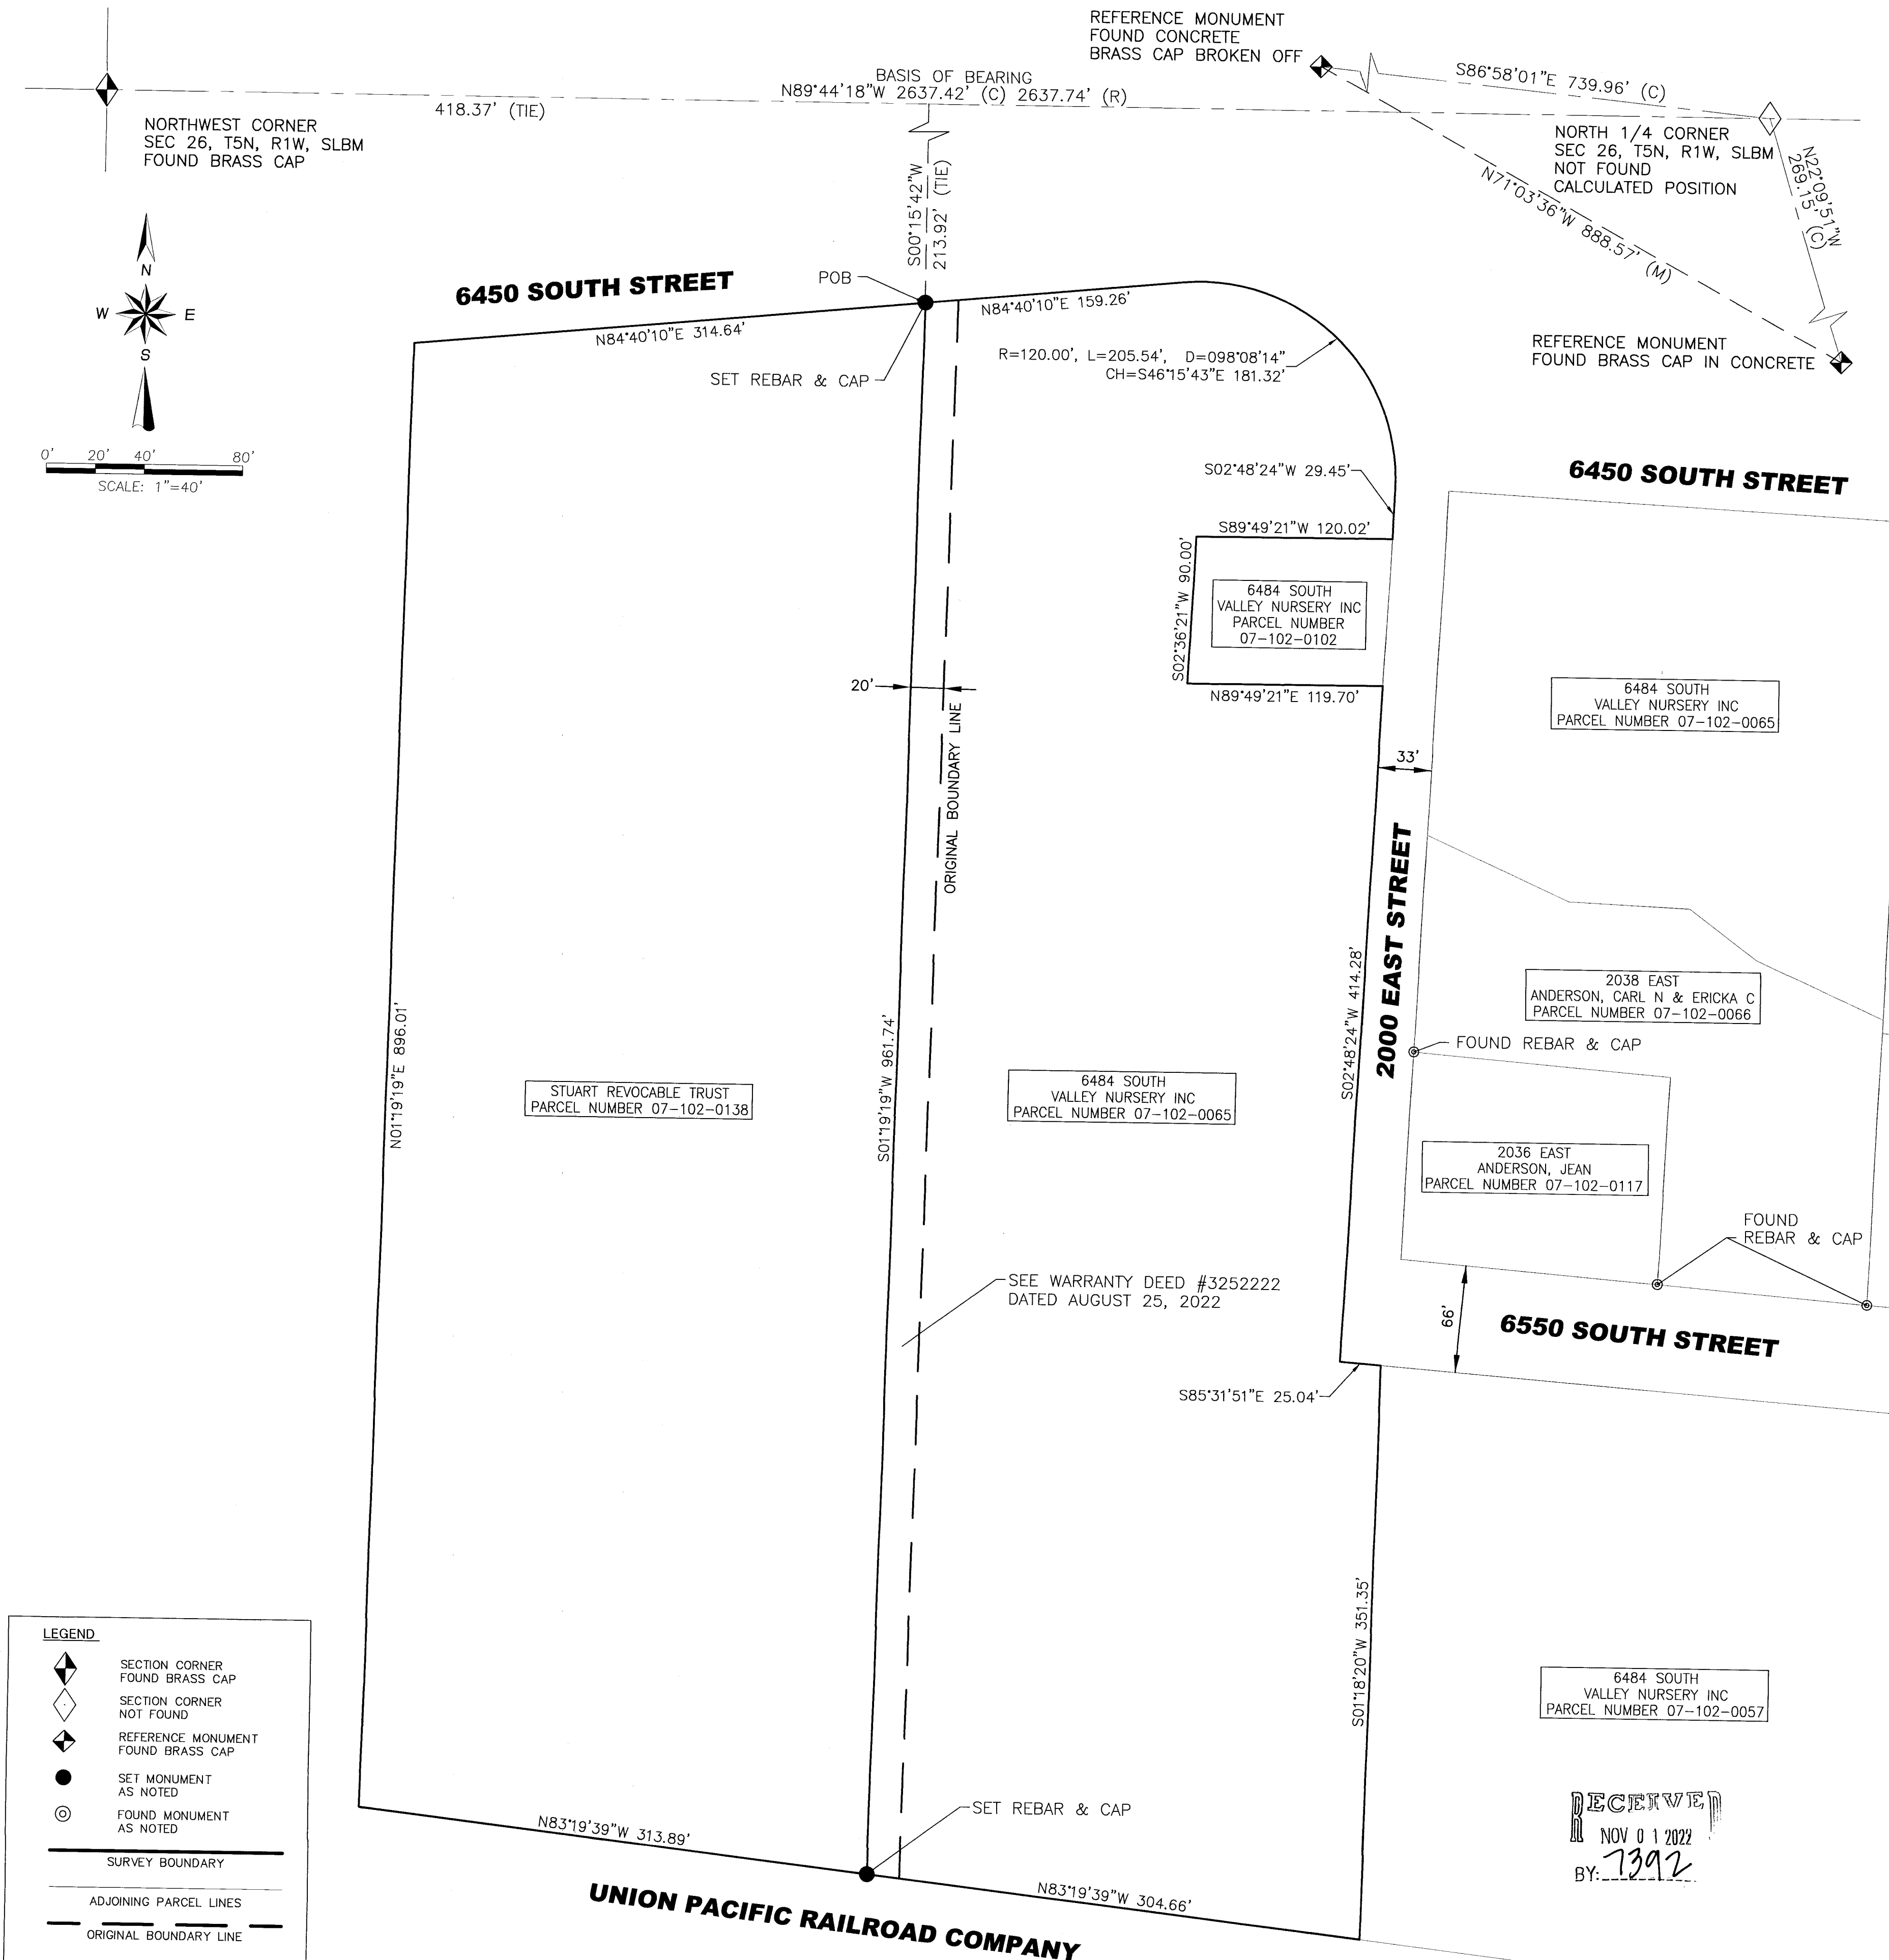 REFERENCE MONUMENT
FOUND CONCRETE
BRASS CAP BROKEN OFF
S86°58'01"E 739.96' (C)
BASIS OF BEARING
N89°44'18"W 2637.42' (C) 2637.74' (R)
418.37' (TIE)
NORTHWEST CORNER
SEC 26, T5N, R1W, SLBM
FOUND BRASS CAP
NORTH 1/4 CORNER
SEC 26, T5N, R1W, SLBM
NOT FOUND
CALCULATED POSITION
N22°09'51"W
269.15' (C)
N71°03'36"W 888.57' (M)
S00°15'42"W
213.92' (TIE)
N
W E
S
0' 20' 40' 80'
SCALE: 1"=40'
6450 SOUTH STREET
POB
N84°40'10"E 314.64'
N84°40'10"E 159.26'
SET REBAR & CAP
R=120.00', L=205.54', D=098°08'14"
CH=S46°15'43"E 181.32'
REFERENCE MONUMENT
FOUND BRASS CAP IN CONCRETE
S02°48'24"W 29.45'
6450 SOUTH STREET
S89°49'21"W 120.02'
S02°36'21"W 90.00'
6484 SOUTH
VALLEY NURSERY INC
PARCEL NUMBER
07-102-0102
N89°49'21"E 119.70'
20'
ORIGINAL BOUNDARY LINE
6484 SOUTH
VALLEY NURSERY INC
PARCEL NUMBER 07-102-0065
33'
2000 EAST STREET
S02°48'24"W 414.28'
2038 EAST
ANDERSON, CARL N & ERICKA C
PARCEL NUMBER 07-102-0066
FOUND REBAR & CAP
N01°19'19"E 896.01'
STUART REVOCABLE TRUST
PARCEL NUMBER 07-102-0138
S01°19'19"W 961.74'
6484 SOUTH
VALLEY NURSERY INC
PARCEL NUMBER 07-102-0065
2036 EAST
ANDERSON, JEAN
PARCEL NUMBER 07-102-0117
FOUND
REBAR & CAP
SEE WARRANTY DEED #3252222
DATED AUGUST 25, 2022
66'
6550 SOUTH STREET
S85°31'51"E 25.04'
S01°18'20"W 351.35'
6484 SOUTH
VALLEY NURSERY INC
PARCEL NUMBER 07-102-0057
LEGEND
SECTION CORNER
FOUND BRASS CAP
SECTION CORNER
NOT FOUND
REFERENCE MONUMENT
FOUND BRASS CAP
SET MONUMENT
AS NOTED
FOUND MONUMENT
AS NOTED
SURVEY BOUNDARY
ADJOINING PARCEL LINES
ORIGINAL BOUNDARY LINE
SET REBAR & CAP
N83°19'39"W 313.89'
N83°19'39"W 304.66'
UNION PACIFIC RAILROAD COMPANY
RECEIVED
NOV 01 2022
BY: 7392